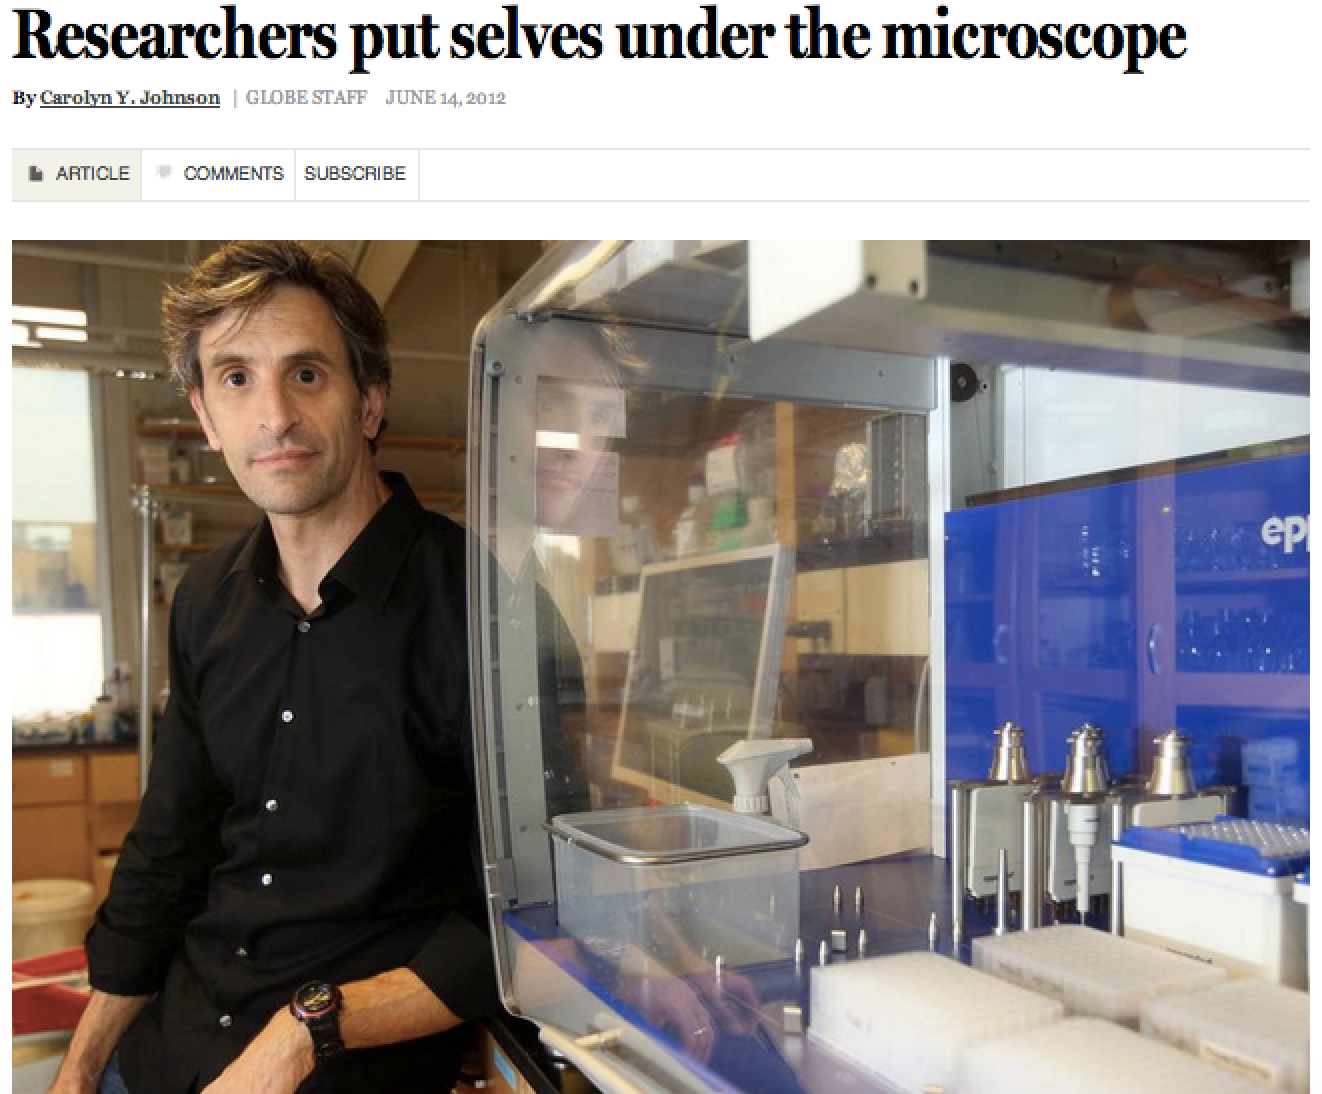 Researchers put selves under the microscope
By Carolyn Y. Johnson | GLOBE STAFF JUNE 14, 2012
ARTICLE COMMENTS SUBSCRIBE
ep